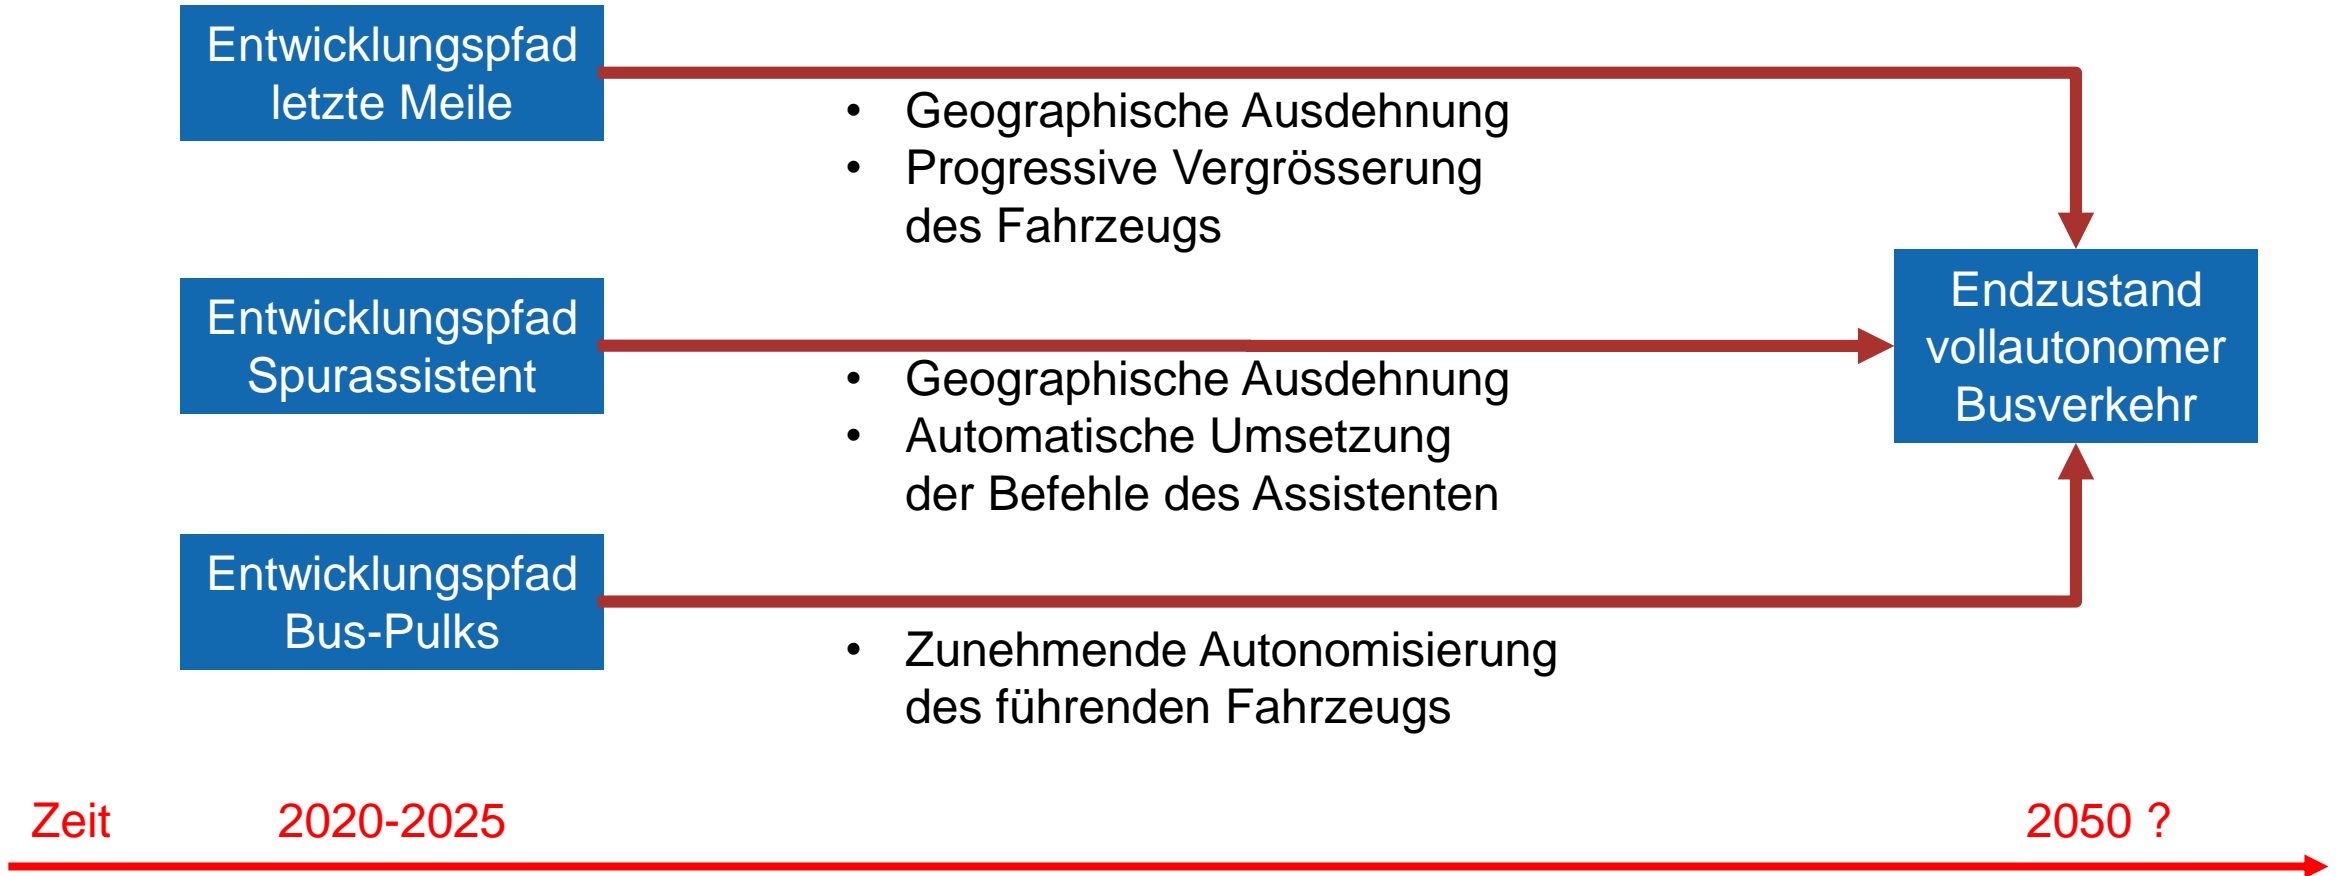 Entwicklungspfad
letzte Meile
• Geographische Ausdehnung
• Progressive Vergrösserung
des Fahrzeugs
Entwicklungspfad
Spurassistent
• Geographische Ausdehnung
• Automatische Umsetzung
der Befehle des Assistenten
Endzustand
vollautonomer
Busverkehr
Entwicklungspfad
Bus-Pulks
• Zunehmende Autonomisierung
des führenden Fahrzeugs
Zeit 2020-2025 2050 ?